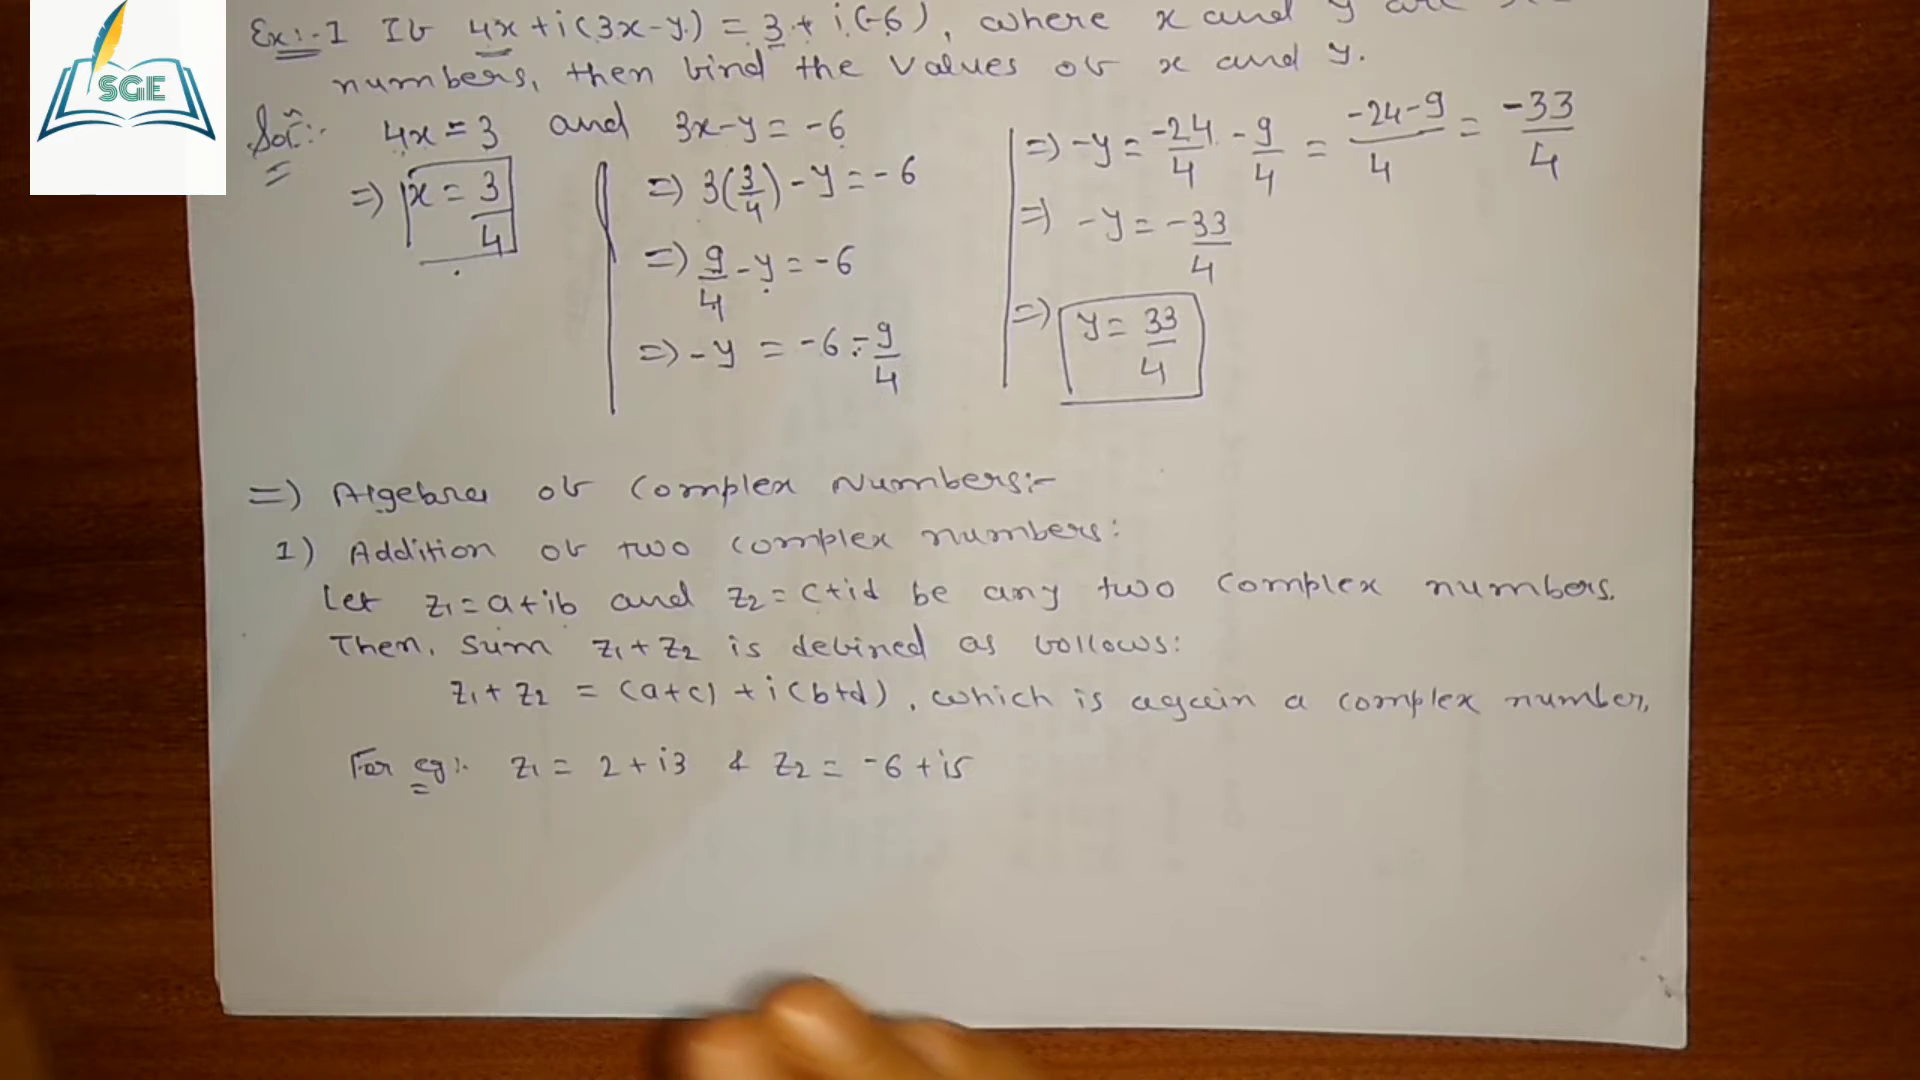 SGE
Ex:-1 If 4x+i(3x-y) = 3 + i(-6), where x and y are
numbers, then find the values of x and y.
Sol^n:- 4x = 3 and 3x-y = -6
=) x = 3/4
=) 3(3/4) - y = -6
=) 9/4 - y = -6
=) -y = -6 - 9/4
=) -y = -24/4 - 9/4 = -24-9/4 = -33/4
=) -y = -33/4
=) y = 33/4
=) Algebra of Complex Numbers:-
1) Addition of two complex numbers:
Let z1 = a+ib and z2 = c+id be any two complex numbers.
Then, sum z1 + z2 is defined as follows:
z1 + z2 = (a+c) + i(b+d), which is again a complex number.
For eg:- z1 = 2 + i3 & z2 = -6 + i5